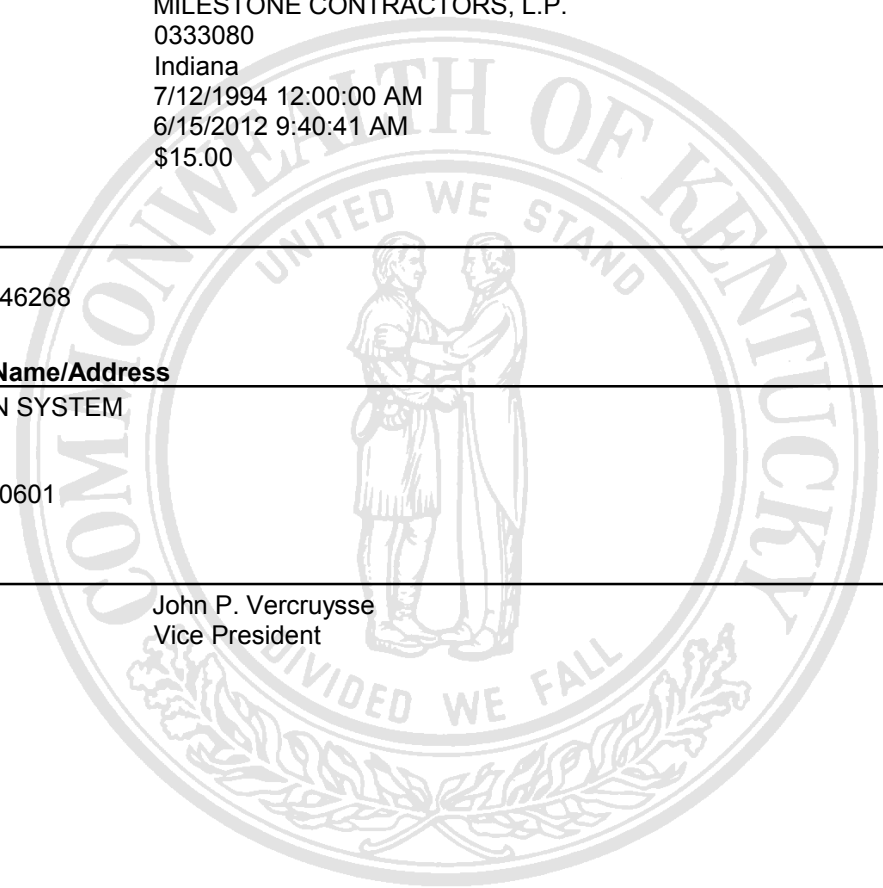 MILESTONE CONTRACTORS, L.P.
0333080
Indiana
7/12/1994 12:00:00 AM
6/15/2012 9:40:41 AM
$15.00
46268
Name/Address
N SYSTEM
0601
John P. Vercruysse
Vice President
COMMONWEALTH OF KENTUCKY
UNITED WE STAND
DIVIDED WE FALL